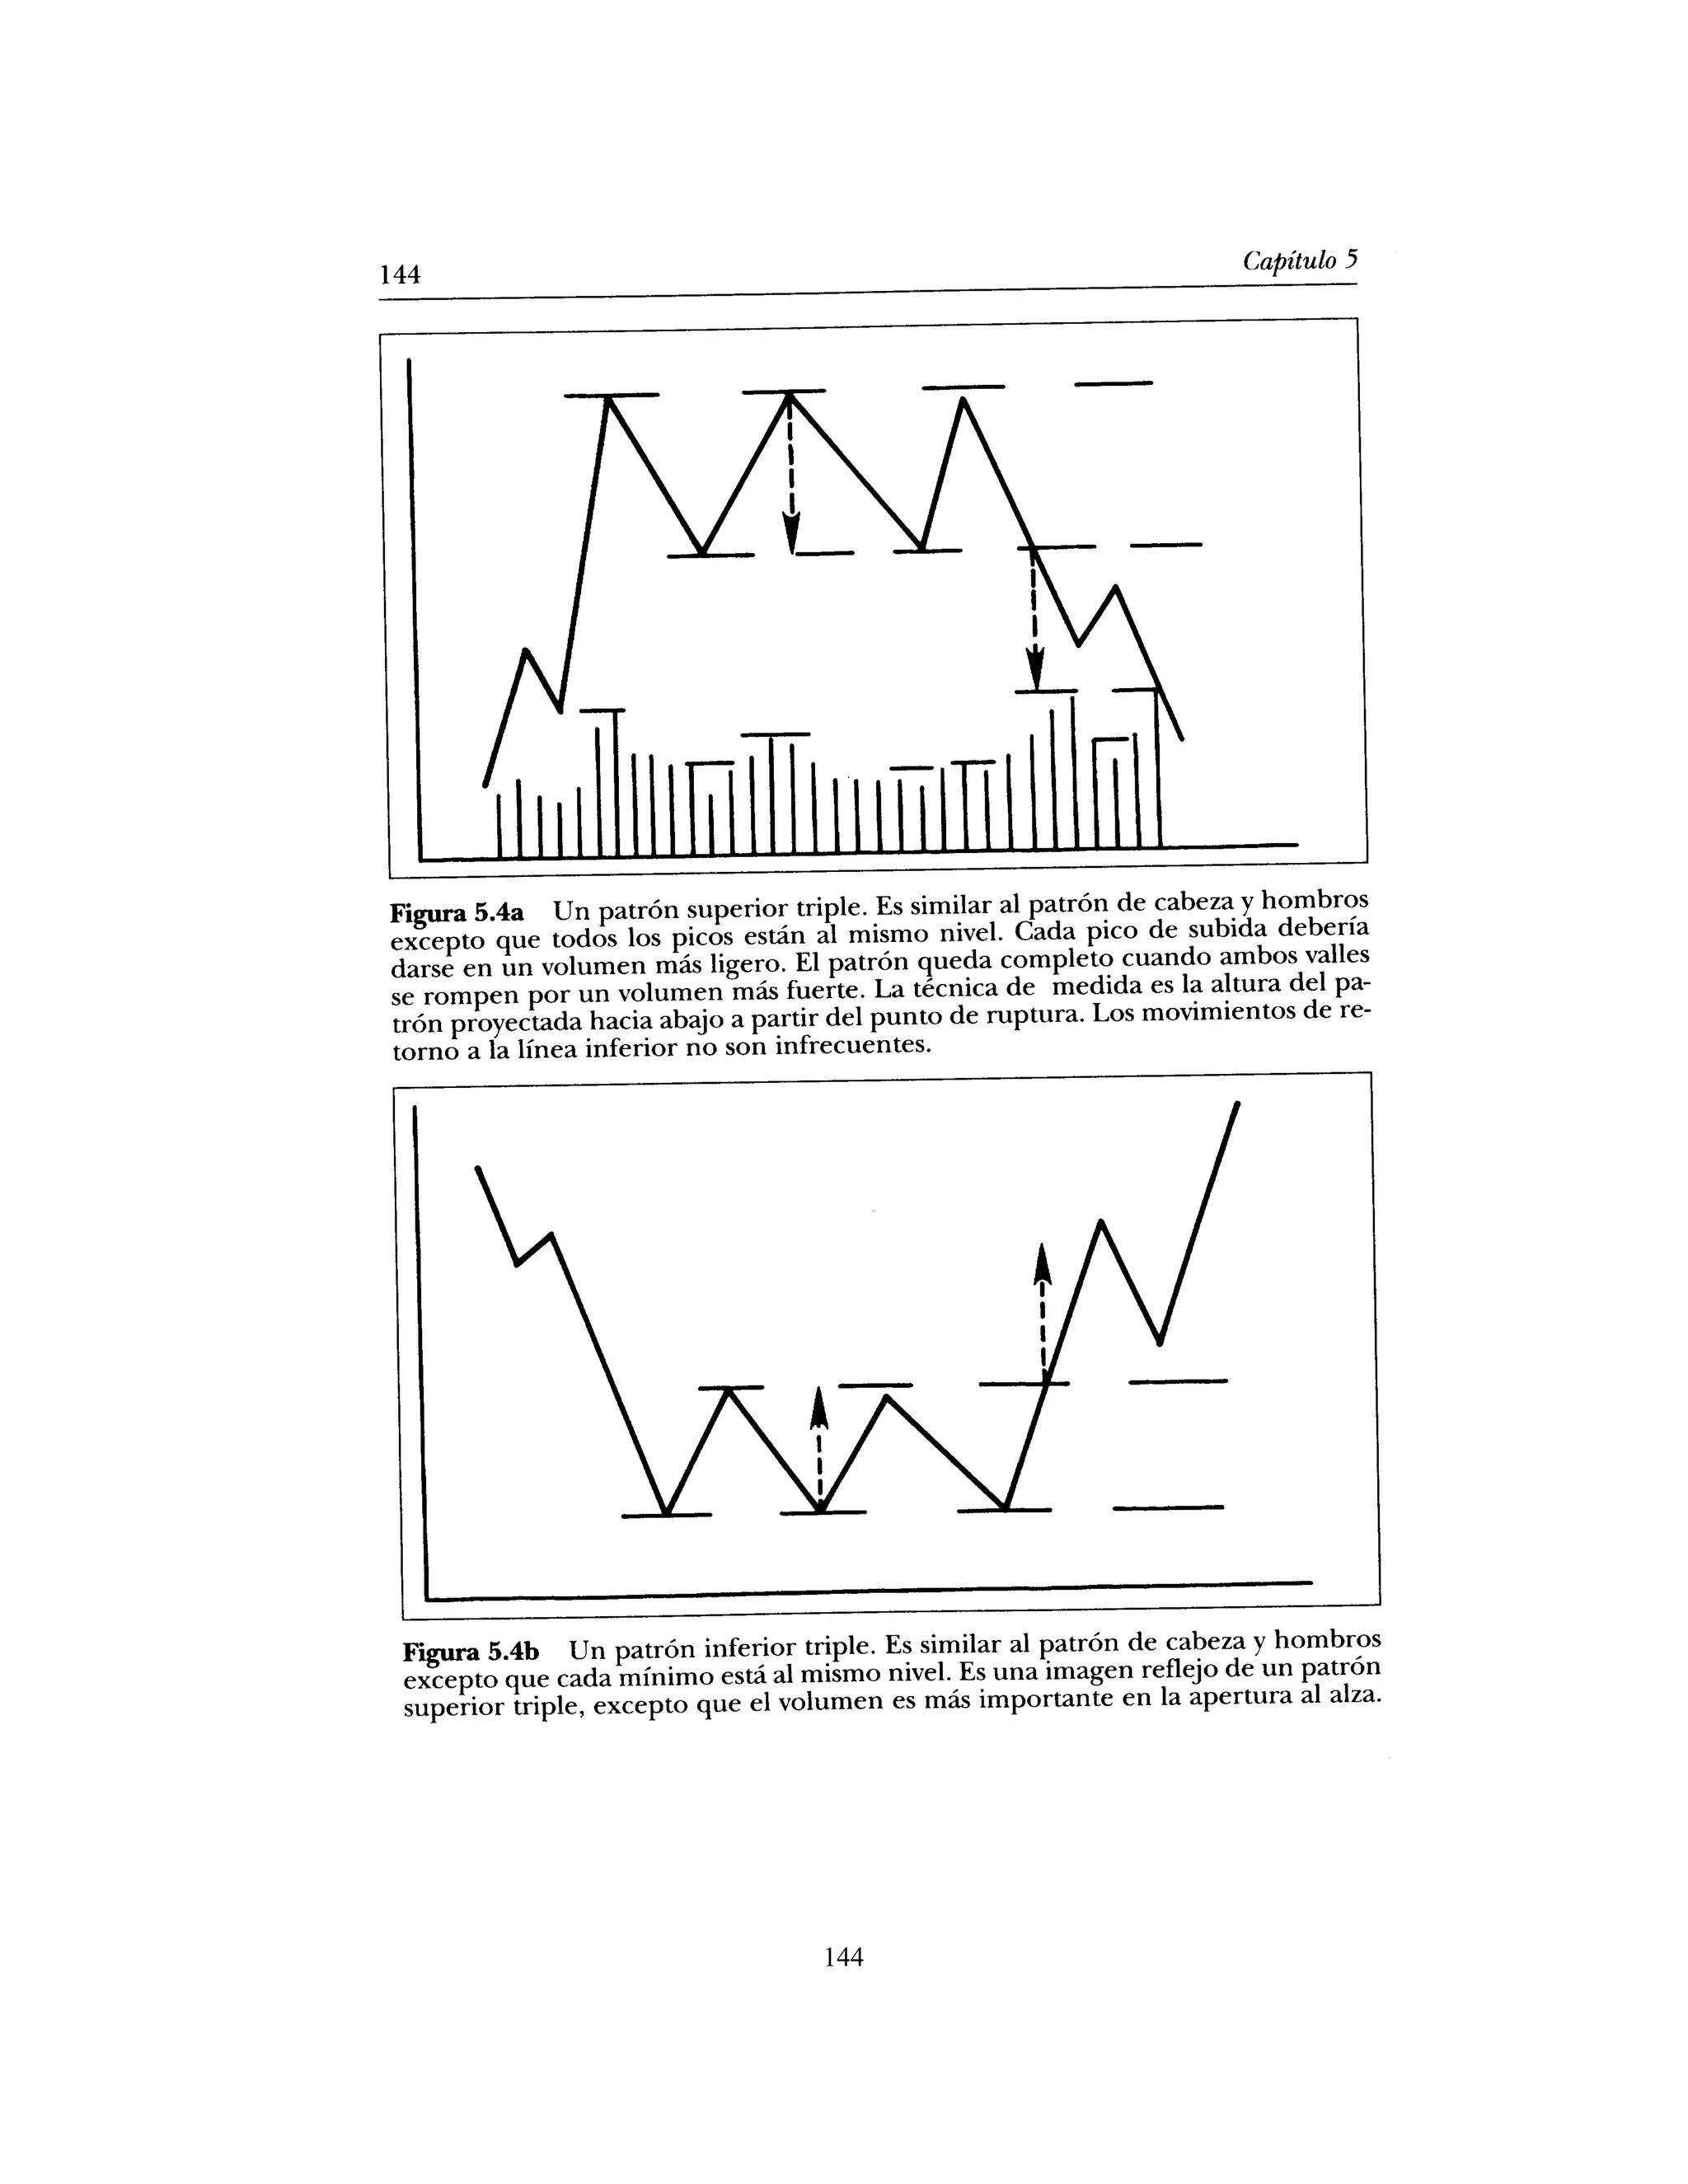 144
Capítulo 5
Figura 5.4a Un patrón superior triple. Es similar al patrón de cabeza y hombros
excepto que todos los picos están al mismo nivel. Cada pico de subida debería
darse en un volumen más ligero. El patrón queda completo cuando ambos valles
se rompen por un volumen más fuerte. La técnica de medida es la altura del pa-
trón proyectada hacia abajo a partir del punto de ruptura. Los movimientos de re-
torno a la línea inferior no son infrecuentes.
Figura 5.4b Un patrón inferior triple. Es similar al patrón de cabeza y hombros
excepto que cada mínimo está al mismo nivel. Es una imagen reflejo de un patrón
superior triple, excepto que el volumen es más importante en la apertura al alza.
144